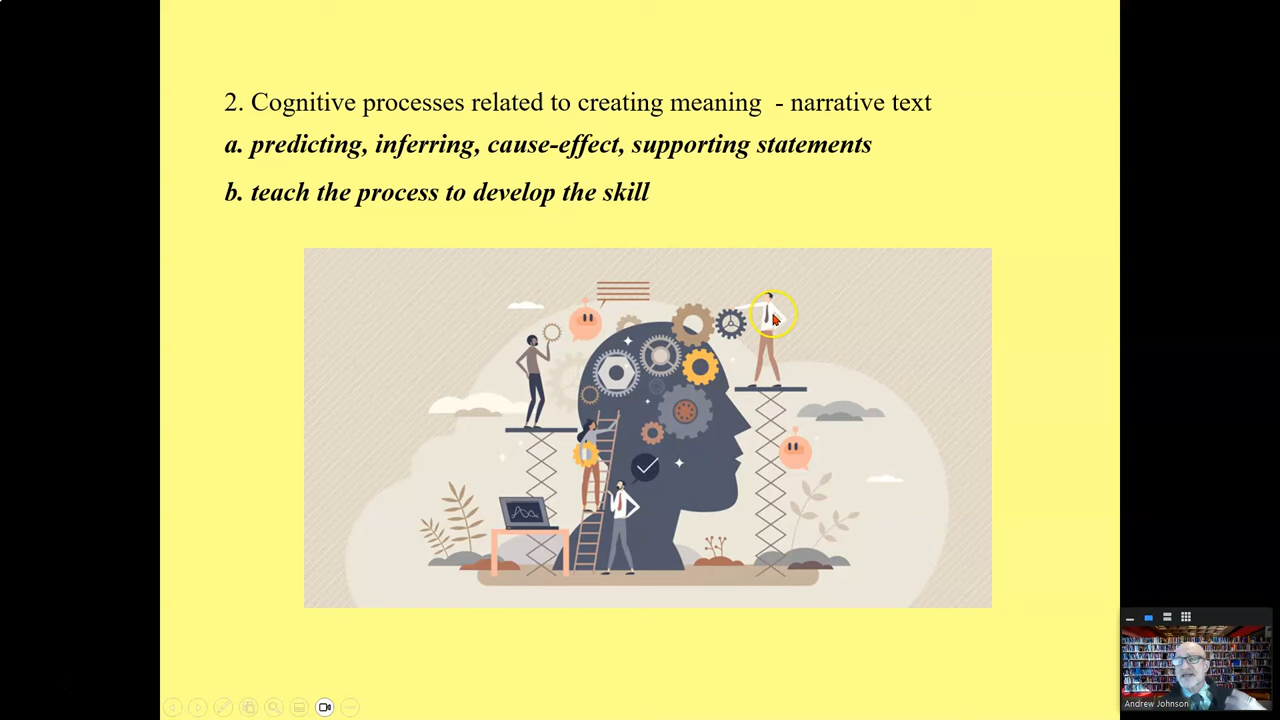 2. Cognitive processes related to creating meaning - narrative text
a. predicting, inferring, cause-effect, supporting statements
b. teach the process to develop the skill
Andrew Johnson